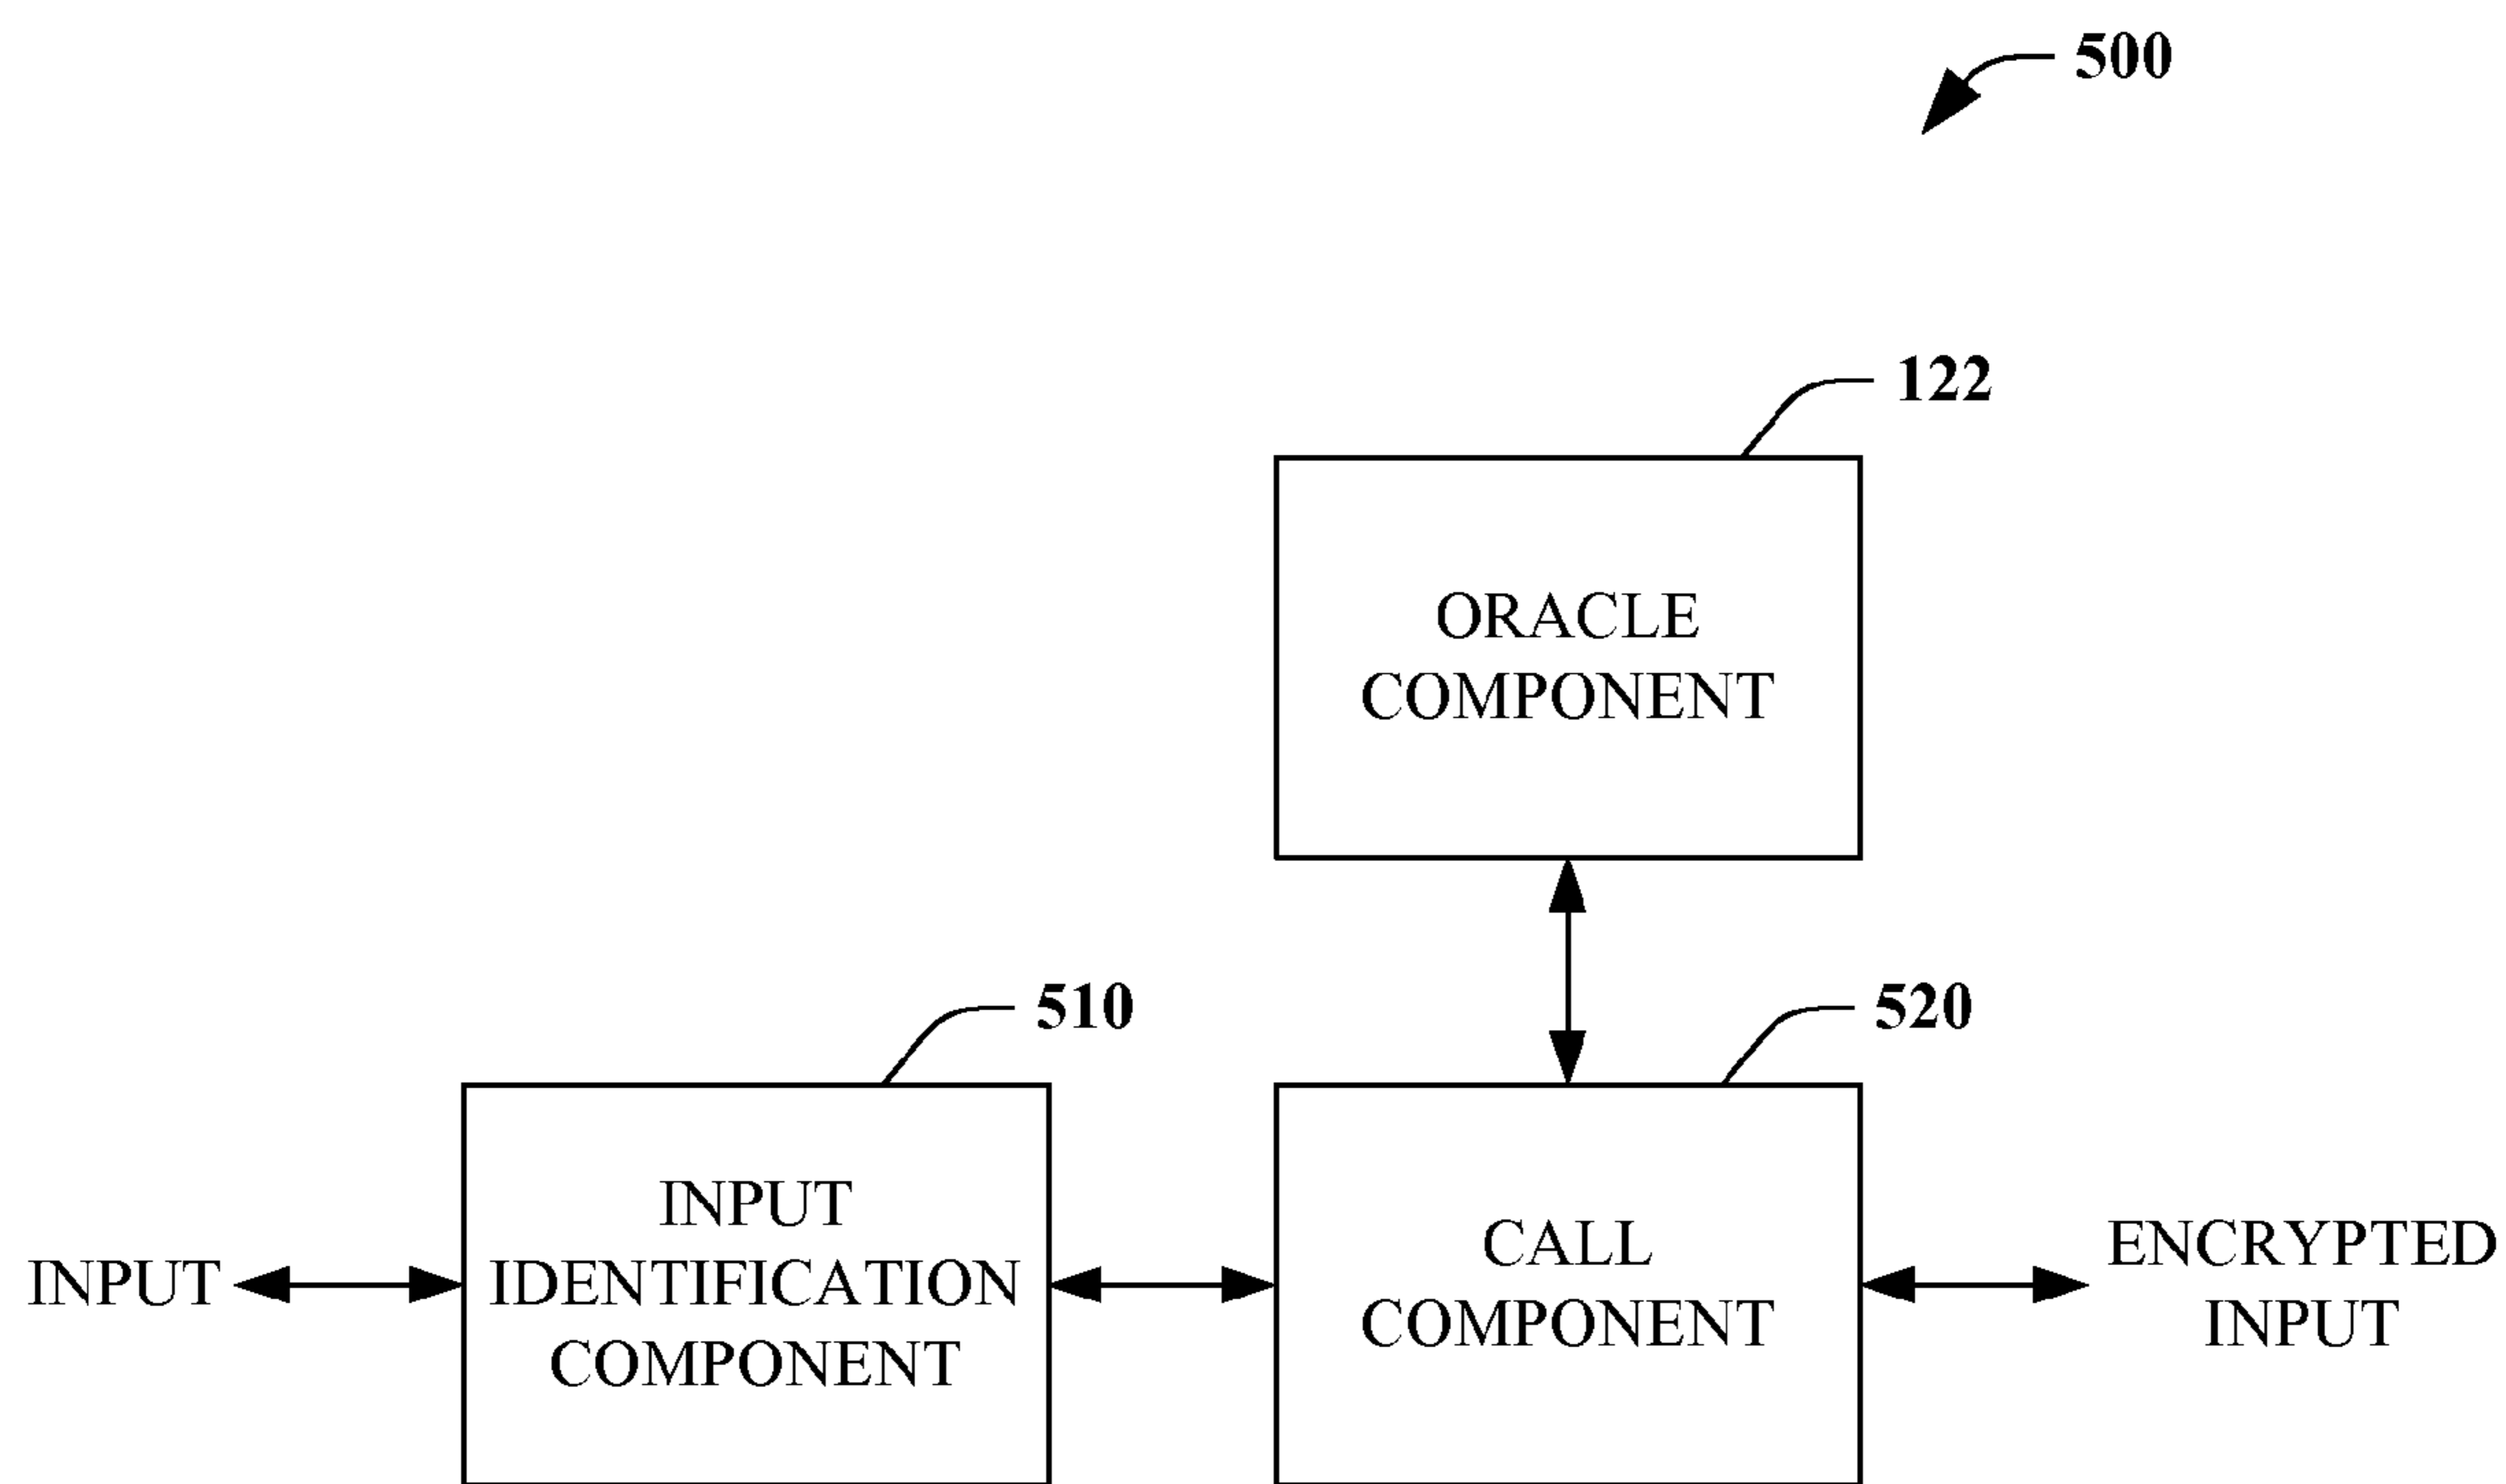 500
122
ORACLE
COMPONENT
510
520
INPUT
INPUT
IDENTIFICATION
COMPONENT
CALL
COMPONENT
ENCRYPTED
INPUT